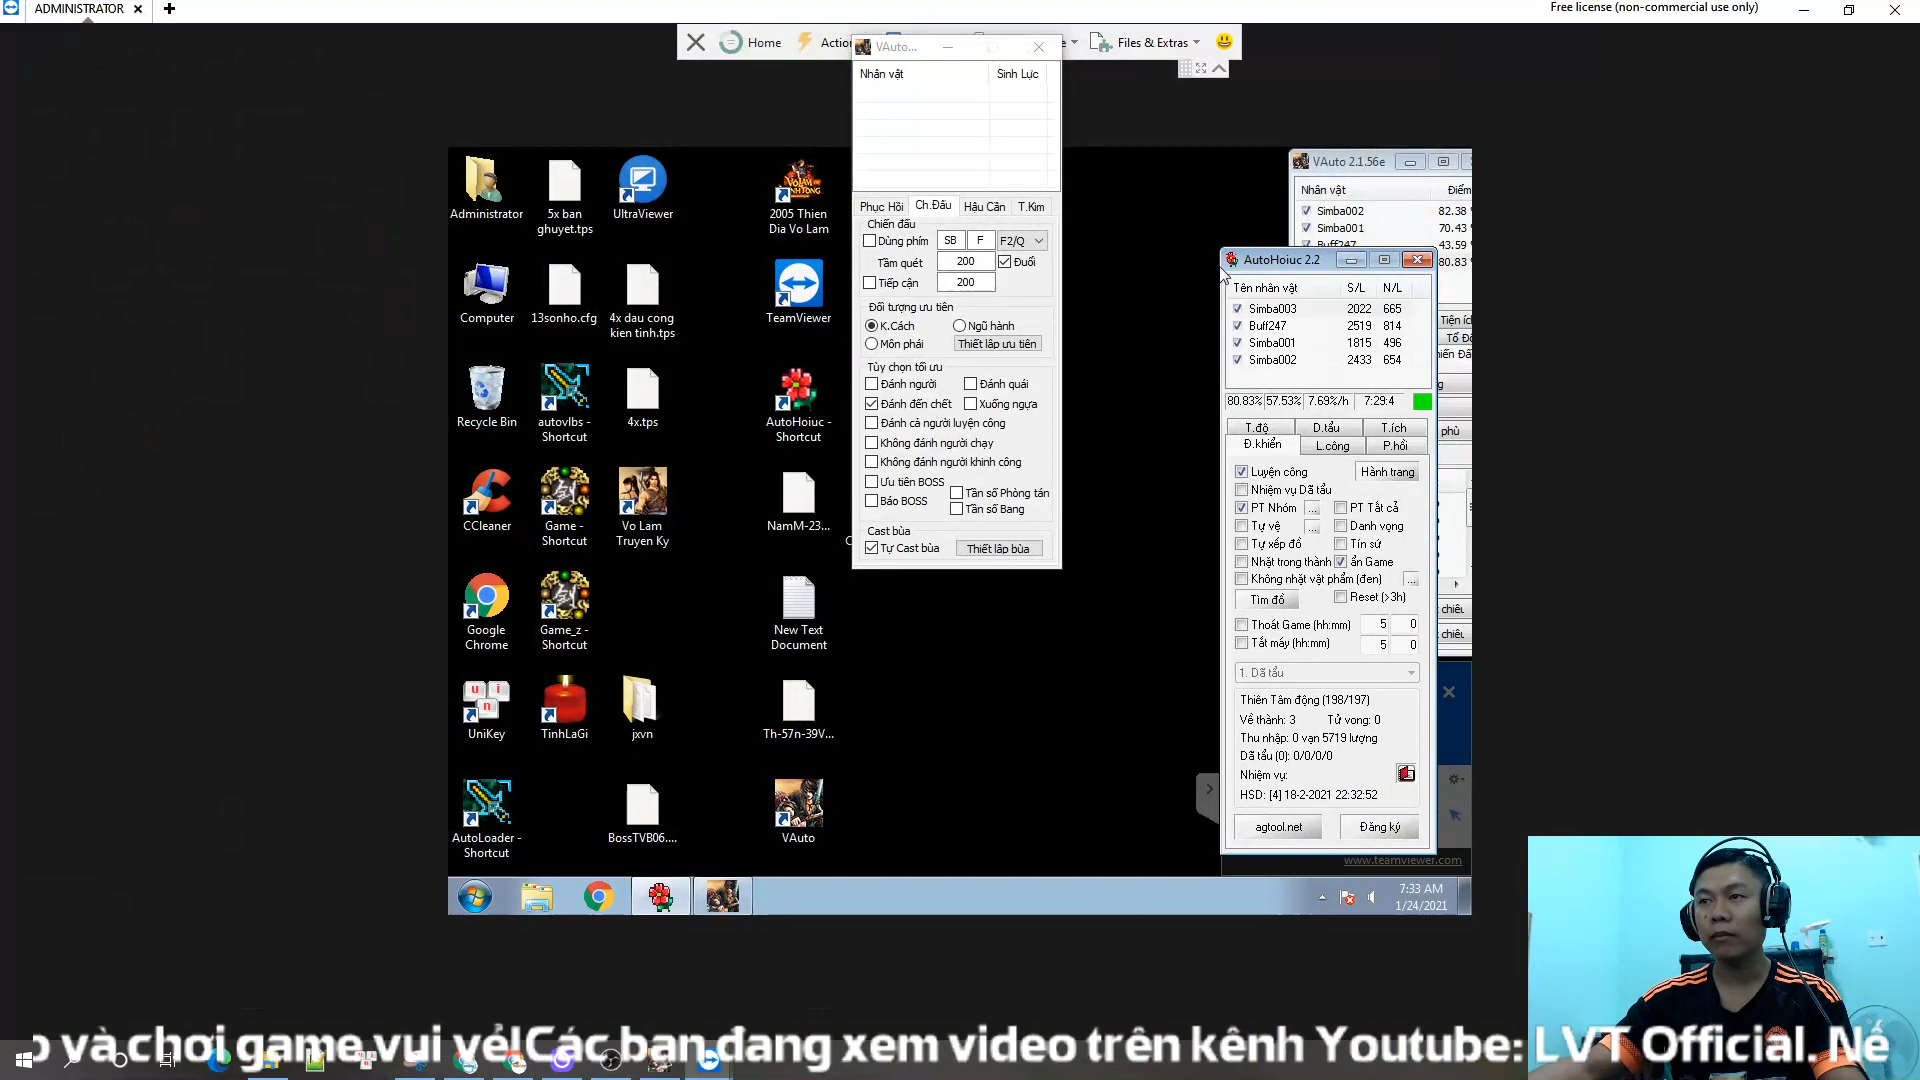 ADMINISTRATOR
Free license (non-commercial use only)
Home
Files & Extras
VAuto...
Nhân vật Sinh Lực
Phục Hồi Ch.Đấu Hậu Cần T.Kim
Chiến đấu
Dùng phím SB F F2/Q
Tầm quét 200 Đuổi
Tiếp cận 200
Đối tượng ưu tiên
K.Cách Ngũ hành
Môn phái Thiết lập ưu tiên
Tùy chọn tối ưu
Đánh người Đánh quái
Đánh đến chết Xuống ngựa
Đánh cả người luyện công
Không đánh người chạy
Không đánh người khinh công
Ưu tiên BOSS
Tần số Phòng tán
Báo BOSS
Tần số Bang
Cast bùa
Tự Cast bùa Thiết lập bùa
Administrator
5x ban
ghuyet.tps
UltraViewer
2005 Thien
Dia Vo Lam
Computer
13sonho.cfg
4x dau cong
kien tinh.tps
TeamViewer
Recycle Bin
autovlbs -
Shortcut
4x.tps
AutoHoiuc -
Shortcut
CCleaner
Game -
Shortcut
Vo Lam
Truyen Ky
NamM-23...
Google
Chrome
Game_z -
Shortcut
New Text
Document
UniKey
TinhLaGi
jxvn
Th-57n-39V...
AutoLoader -
Shortcut
BossTVB06....
VAuto
VAuto 2.1.56e
Nhân vật Điểm
Simba002 82.38
Simba001 70.43
Buff247 43.59
80.83
AutoHoiuc 2.2
Tên nhân vật S/L N/L
Simba003 2022 665
Buff247 2519 814
Simba001 1815 496
Simba002 2433 654
80.83% 57.53% 7.69%/h 7:29:4
T.độ D.tẩu T.ích
Đ.khiển L.công P.hồi
Luyện công Hành trang
Nhiệm vụ Dã tẩu
PT Nhóm ... PT Tất cả
Tự vệ ... Danh vọng
Tự xếp đồ Tín sứ
Nhặt trong thành ẩn Game
Không nhặt vật phẩm (đen) ...
Tìm đồ Reset (>3h)
Thoát Game (hh:mm) 5 0
Tắt máy (hh:mm) 5 0
1. Dã tẩu
Thiên Tâm động (198/197)
Về thành: 3 Tử vong: 0
Thu nhập: 0 vạn 5719 lượng
Dã tẩu (0): 0/0/0/0
Nhiệm vụ:
HSD: [4] 18-2-2021 22:32:52
agtool.net Đăng ký
Tiện ích
phù
www.teamviewer.com
7:33 AM
1/24/2021
và chơi game vui vẻ!Các bạn đang xem video trên kênh Youtube: LVT Official. Nế